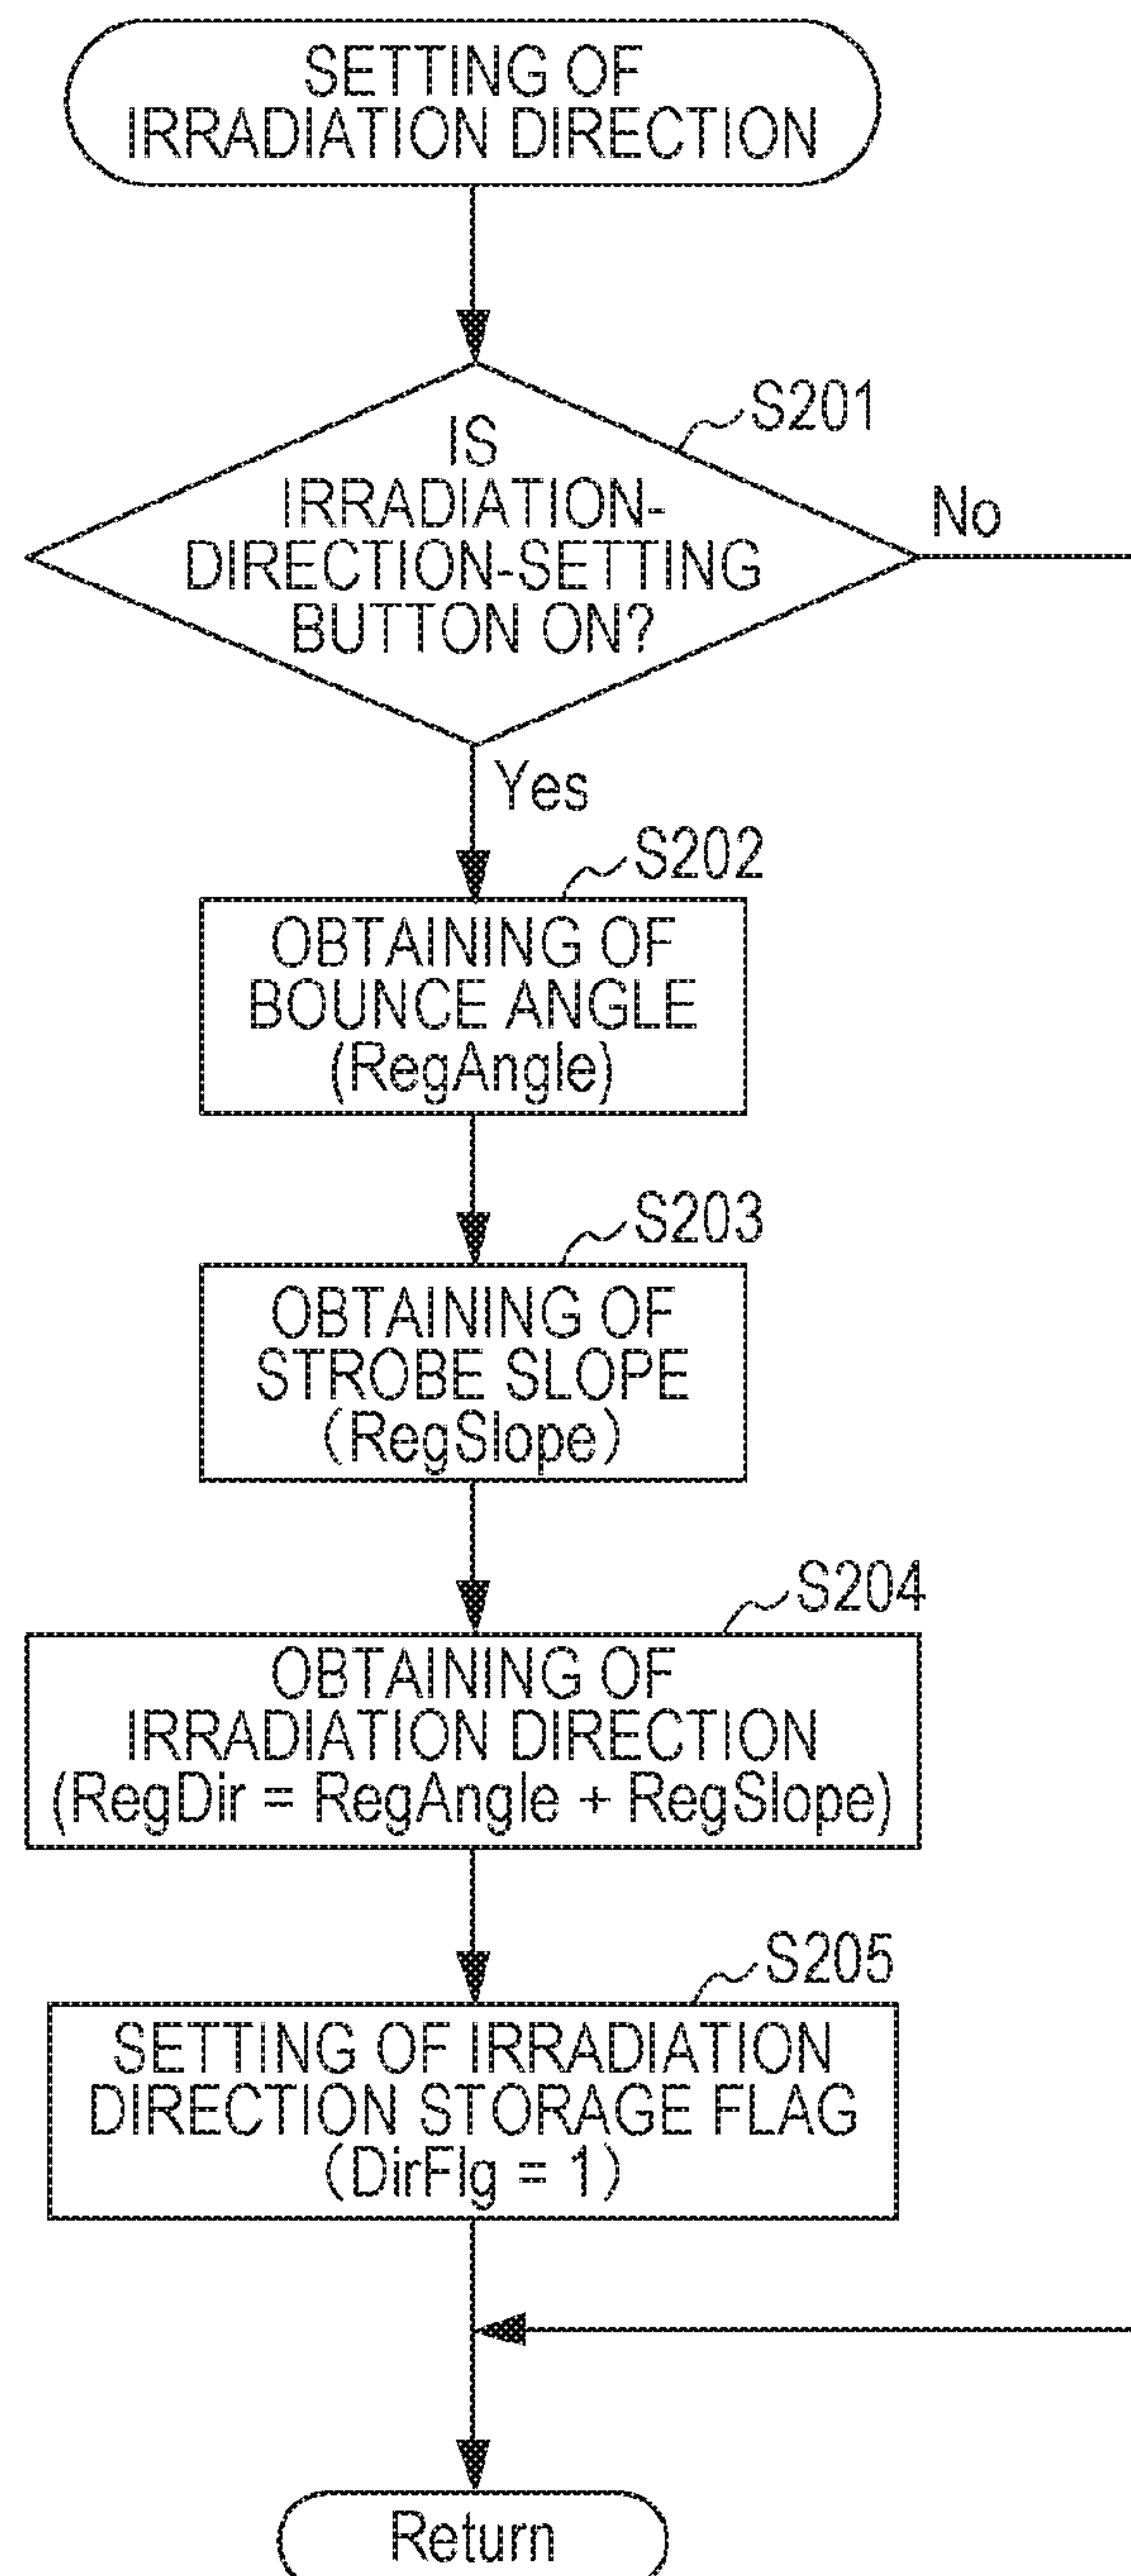 SETTING OF
IRRADIATION DIRECTION
S201
IS
IRRADIATION-
DIRECTION-SETTING
BUTTON ON?
No
Yes
S202
OBTAINING OF
BOUNCE ANGLE
(RegAngle)
S203
OBTAINING OF
STROBE SLOPE
(RegSlope)
S204
OBTAINING OF
IRRADIATION DIRECTION
(RegDir = RegAngle + RegSlope)
S205
SETTING OF IRRADIATION
DIRECTION STORAGE FLAG
(DirFlg = 1)
Return